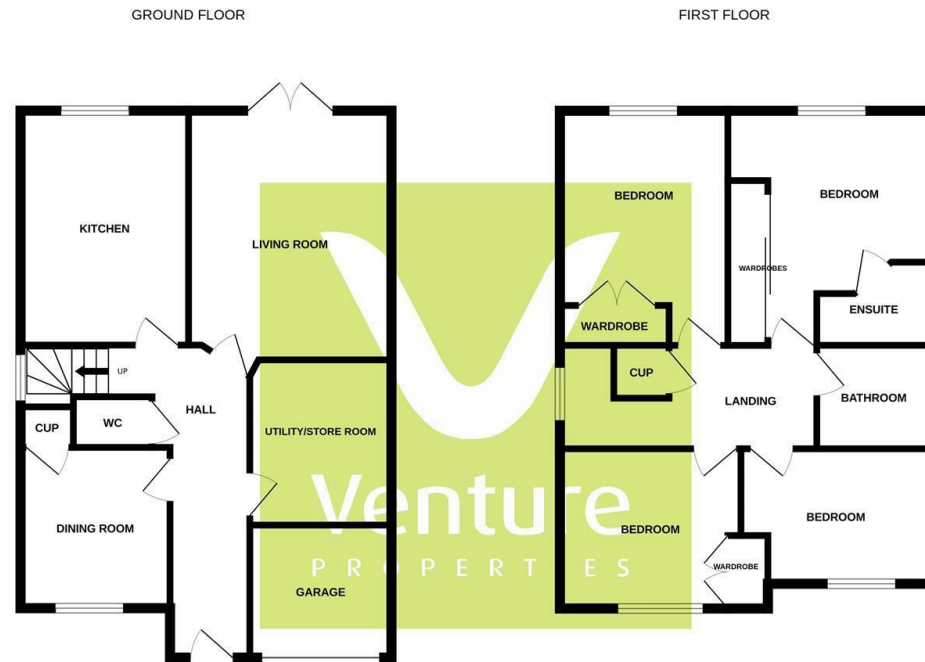 GROUND FLOOR
FIRST FLOOR
KITCHEN
LIVING ROOM
UP
HALL
CUP
WC
UTILITY/STORE ROOM
DINING ROOM
GARAGE
BEDROOM
BEDROOM
WARDROBES
ENSUITE
WARDROBE
CUP
LANDING
BATHROOM
BEDROOM
BEDROOM
WARDROBE
Venture
PROPERTIES